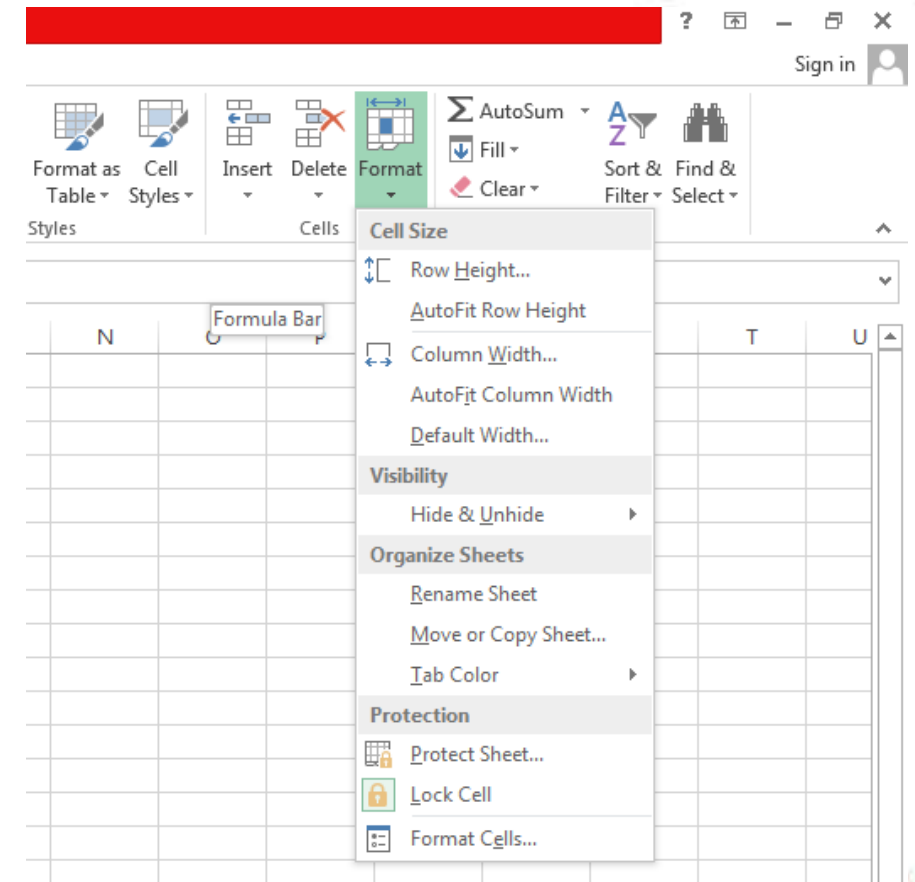 ?
Sign in
AutoSum
A
Z
Fill
Format as
Table
Cell
Styles
Insert
Delete
Format
Clear
Sort &
Filter
Find &
Select
Styles
Cells
Cell Size
Row Height...
Formula Bar
AutoFit Row Height
N
T
U
Column Width...
AutoFit Column Width
Default Width...
Visibility
Hide & Unhide
Organize Sheets
Rename Sheet
Move or Copy Sheet...
Tab Color
Protection
Protect Sheet...
Lock Cell
Format Cells...